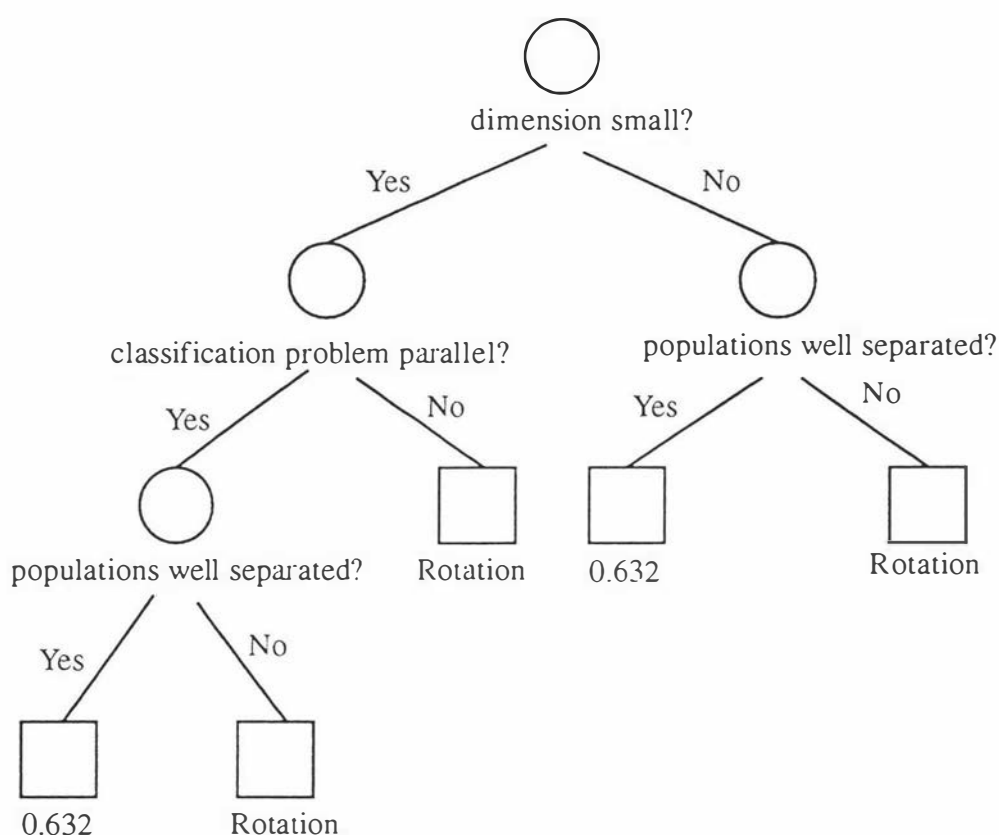 dimension small?
Yes
No
classification problem parallel?
populations well separated?
Yes
No
Yes
No
populations well separated?
Rotation
0.632
Rotation
Yes
No
0.632
Rotation